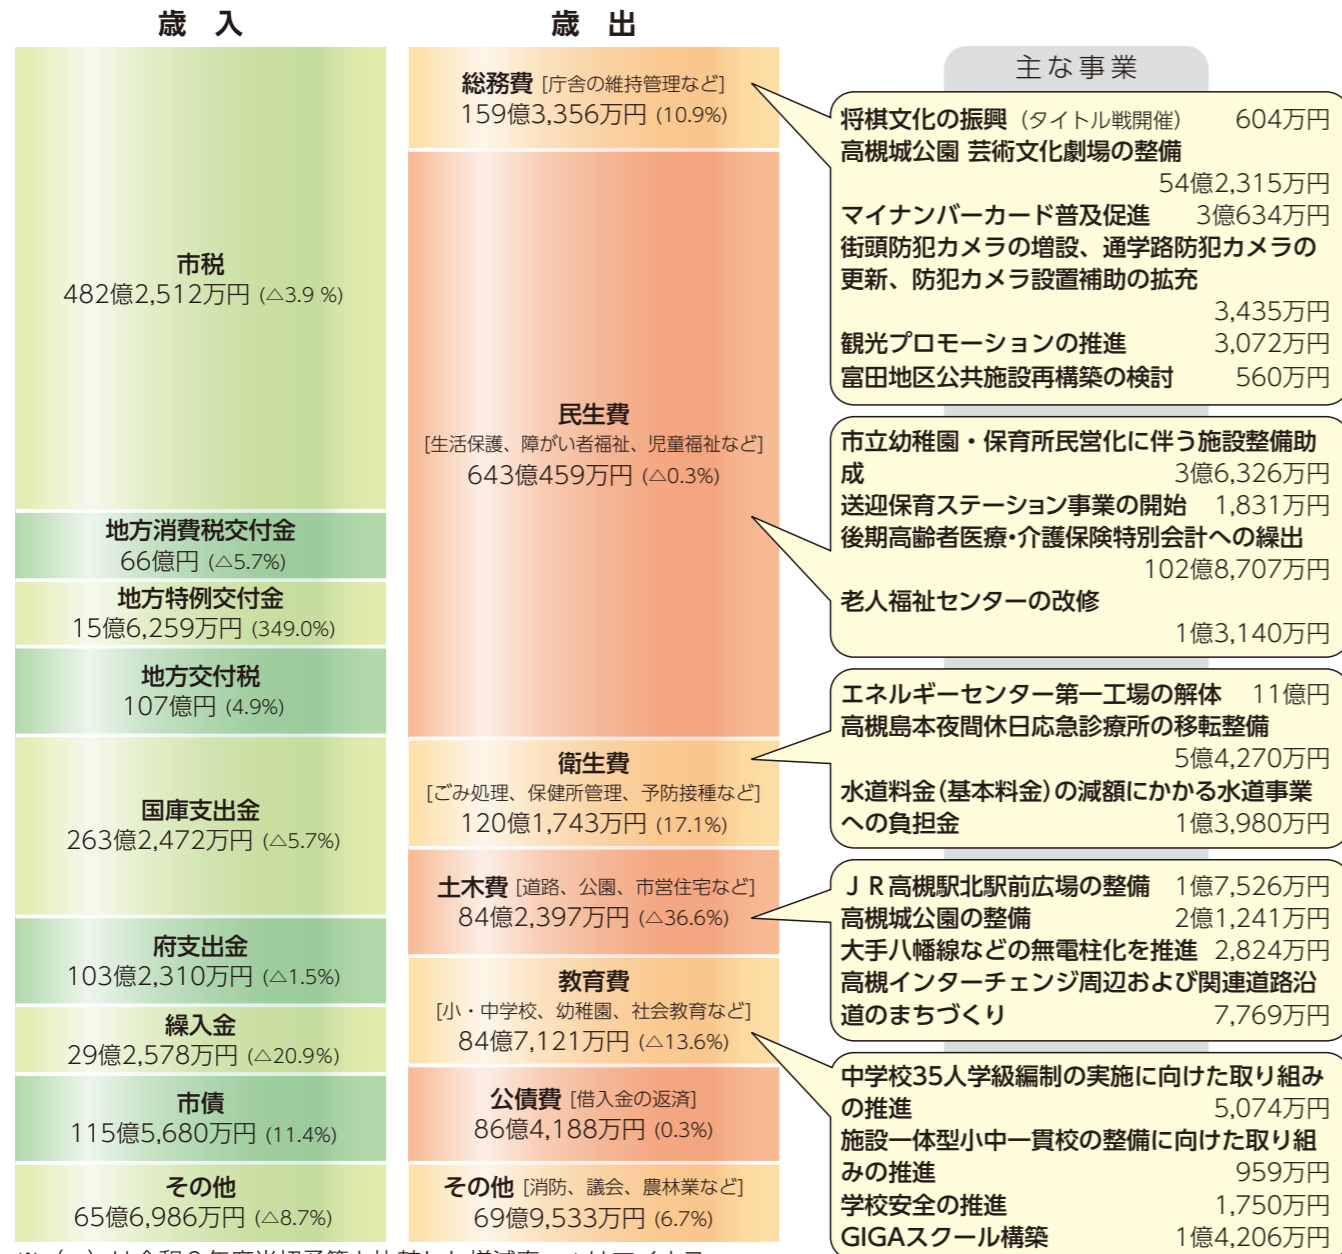 歳 入
市税
482億2,512万円 (△3.9 %)
地方消費税交付金
66億円 (△5.7%)
地方特例交付金
15億6,259万円 (349.0%)
地方交付税
107億円 (4.9%)
国庫支出金
263億2,472万円 (△5.7%)
府支出金
103億2,310万円 (△1.5%)
繰入金
29億2,578万円 (△20.9%)
市債
115億5,680万円 (11.4%)
その他
65億6,986万円 (△8.7%)
歳 出
総務費 [庁舎の維持管理など]
159億3,356万円 (10.9%)
民生費
[生活保護、障がい者福祉、児童福祉など]
643億459万円 (△0.3%)
衛生費
[ごみ処理、保健所管理、予防接種など]
120億1,743万円 (17.1%)
土木費 [道路、公園、市営住宅など]
84億2,397万円 (△36.6%)
教育費
[小・中学校、幼稚園、社会教育など]
84億7,121万円 (△13.6%)
公債費 [借入金の返済]
86億4,188万円 (0.3%)
その他 [消防、議会、農林業など]
69億9,533万円 (6.7%)
主な事業
将棋文化の振興（タイトル戦開催） 604万円
高槻城公園 芸術文化劇場の整備
54億2,315万円
マイナンバーカード普及促進 3億634万円
街頭防犯カメラの増設、通学路防犯カメラの
更新、防犯カメラ設置補助の拡充
3,435万円
観光プロモーションの推進 3,072万円
富田地区公共施設再構築の検討 560万円
市立幼稚園・保育所民営化に伴う施設整備助
成 3億6,326万円
送迎保育ステーション事業の開始 1,831万円
後期高齢者医療・介護保険特別会計への繰出
102億8,707万円
老人福祉センターの改修
1億3,140万円
エネルギーセンター第一工場の解体 11億円
高槻島本夜間休日応急診療所の移転整備
5億4,270万円
水道料金(基本料金)の減額にかかる水道事業
への負担金 1億3,980万円
ＪＲ高槻駅北駅前広場の整備 1億7,526万円
高槻城公園の整備 2億1,241万円
大手八幡線などの無電柱化を推進 2,824万円
高槻インターチェンジ周辺および関連道路沿
道のまちづくり 7,769万円
中学校35人学級編制の実施に向けた取り組み
の推進 5,074万円
施設一体型小中一貫校の整備に向けた取り組
みの推進 959万円
学校安全の推進 1,750万円
GIGAスクール構築 1億4,206万円